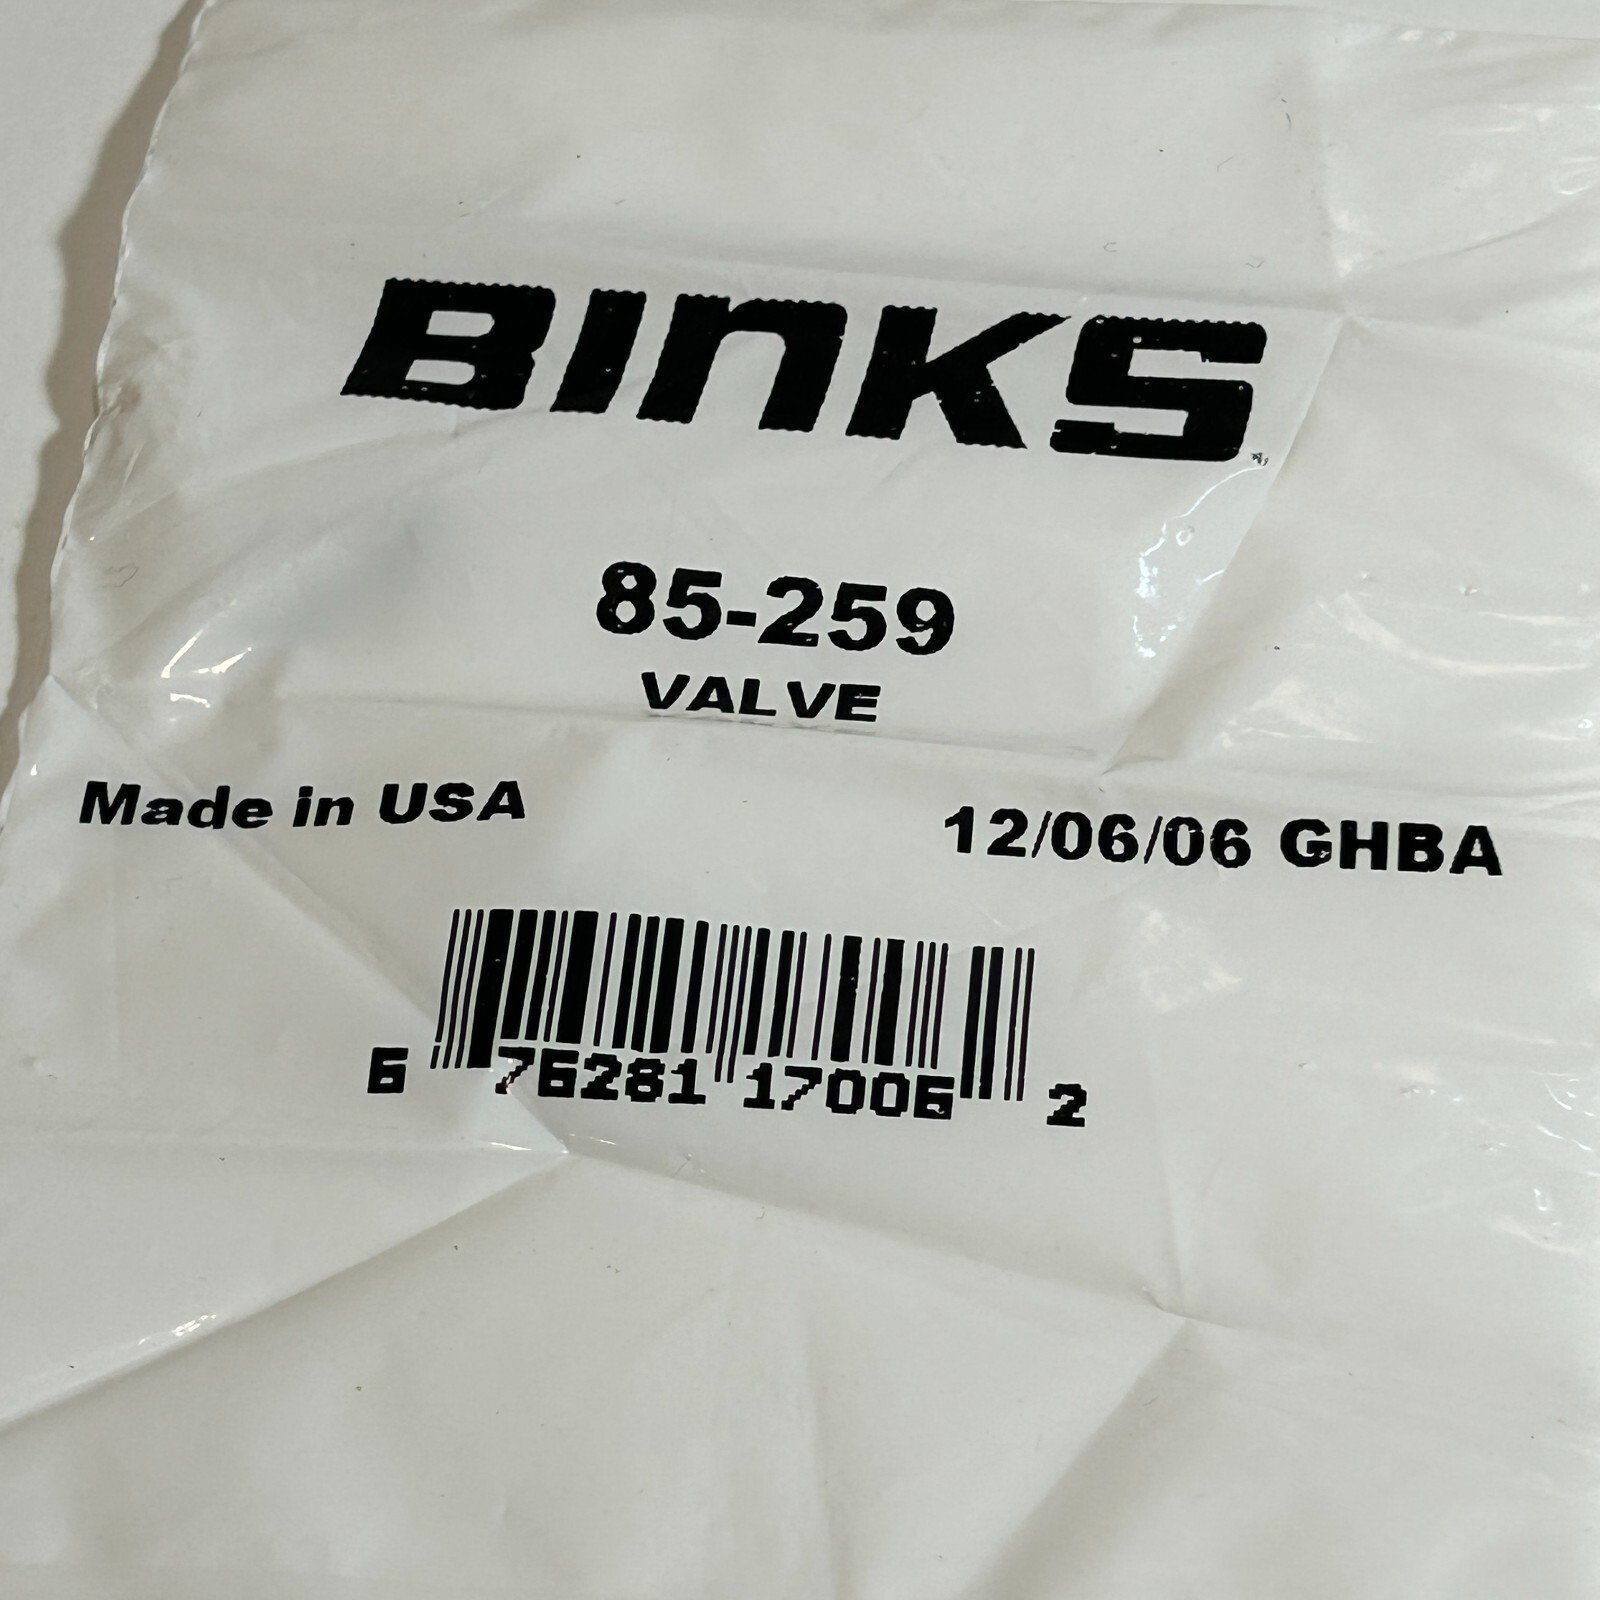 BINKS
85-259
VALVE
Made in USA
12/06/06 GHBA
6 76281 17006 2